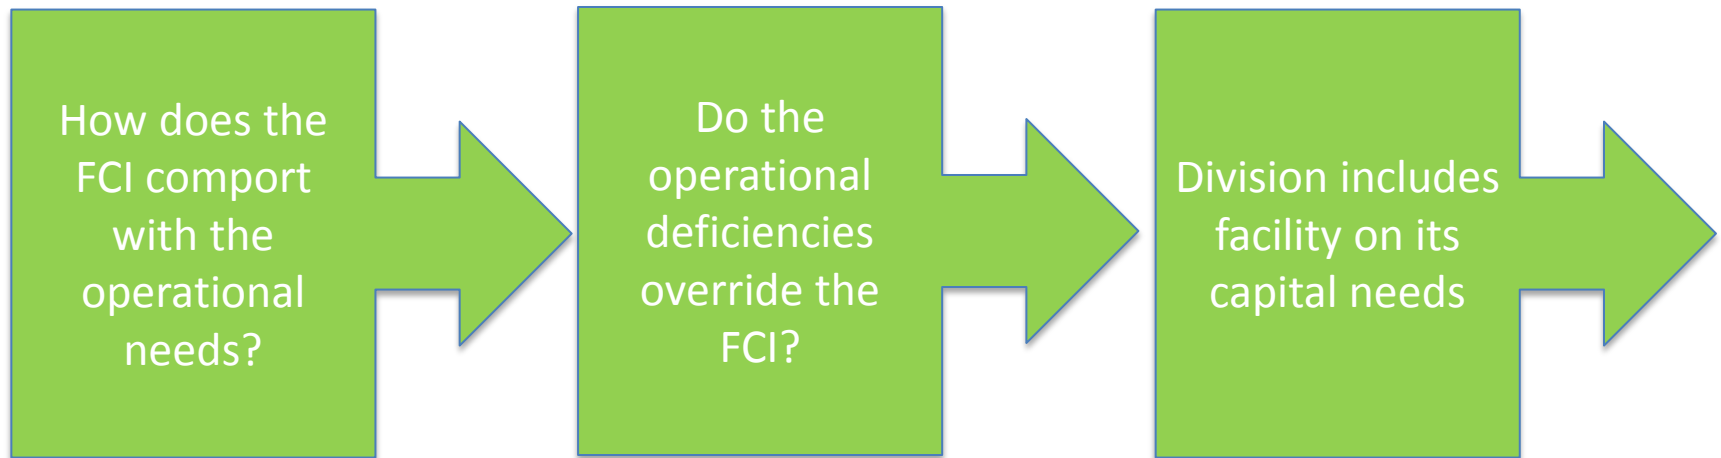 How does the
FCI comport
with the
operational
needs?
Do the
operational
deficiencies
override the
FCI?
Division includes
facility on its
capital needs